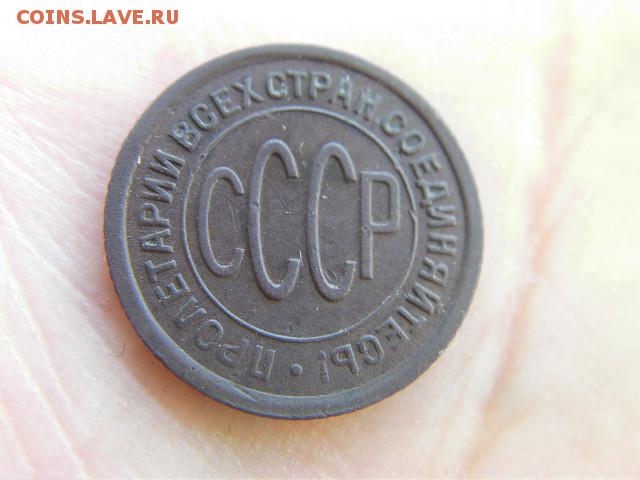 COINS.LAVE.RU
ПРОЛЕТАРИИ ВСЕХ СТРАН, СОЕДИНЯЙТЕСЬ! •
СССР